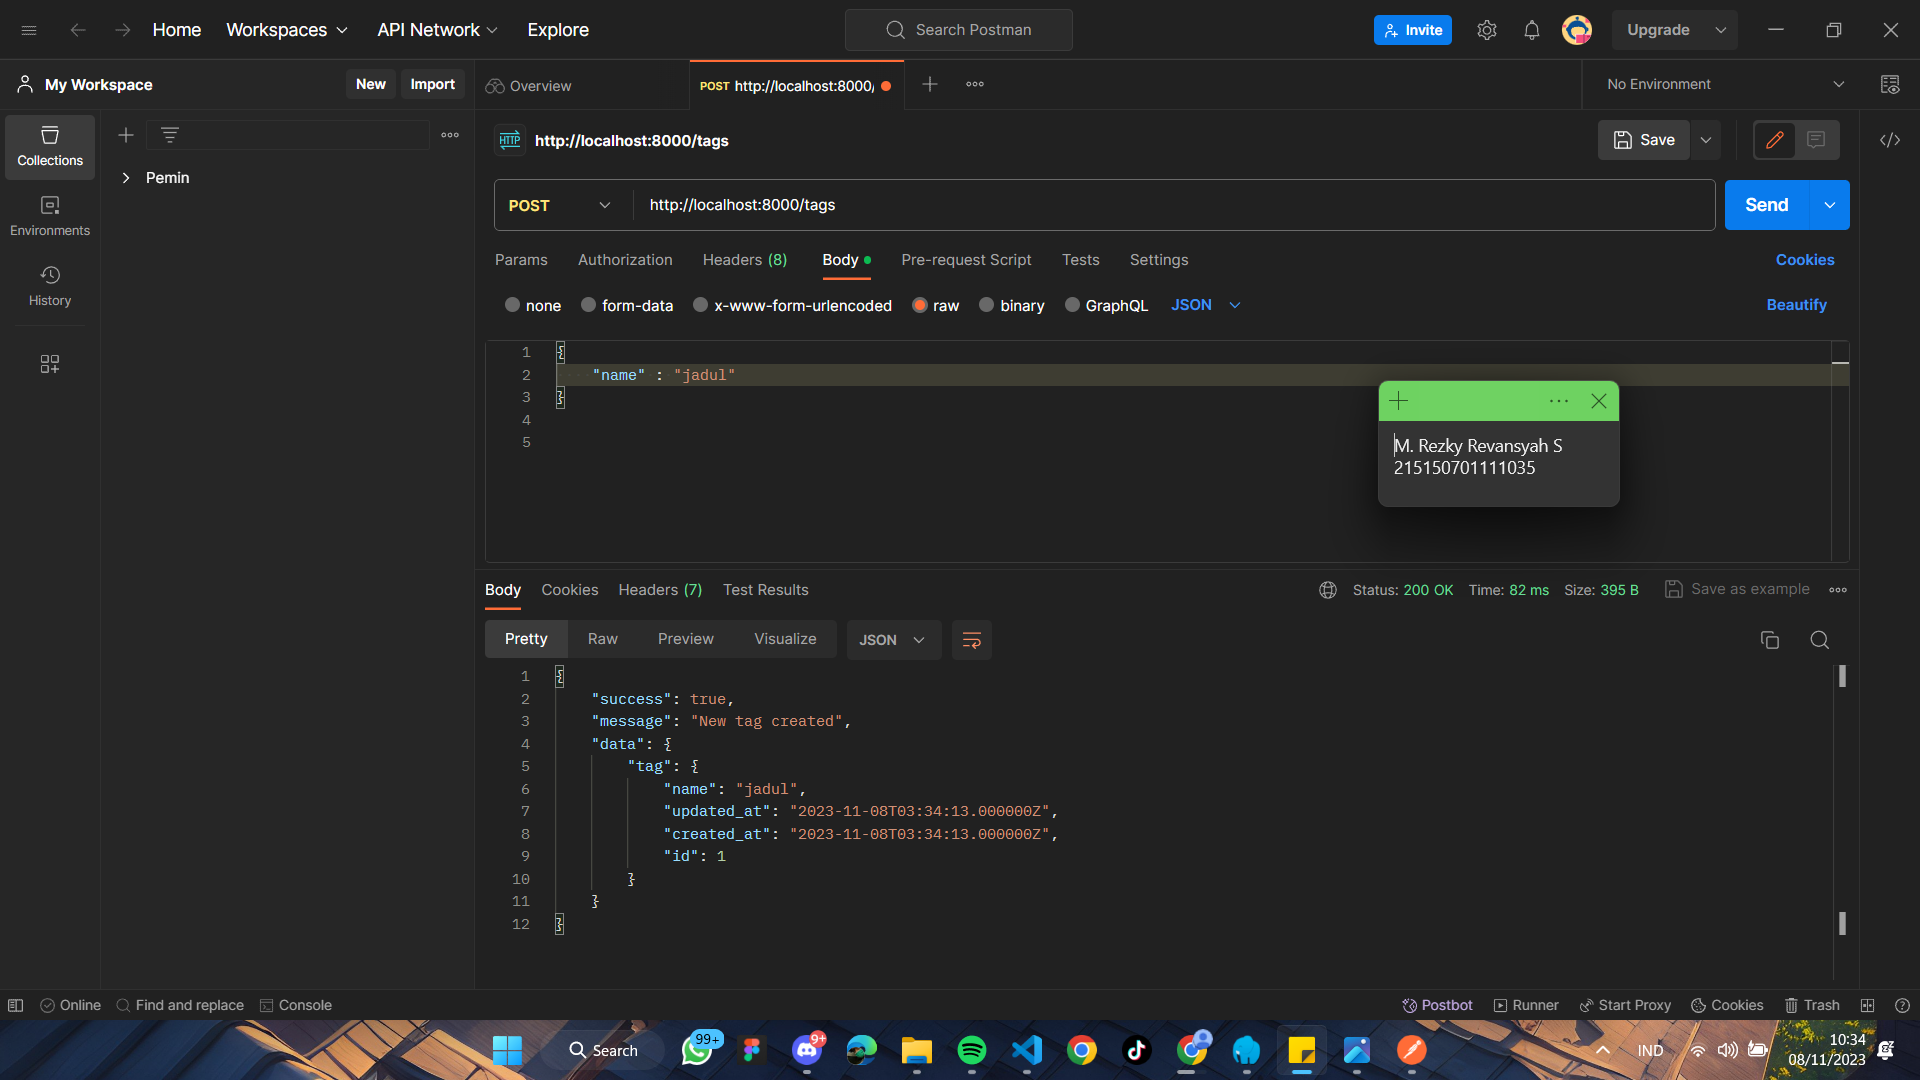 Home Workspaces API Network Explore Search Postman Invite Upgrade
My Workspace New Import Overview POST http://localhost:8000/ No Environment
HTTP http://localhost:8000/tags Save
Collections
Pemin
Environments
History
POST http://localhost:8000/tags Send
Params Authorization Headers (8) Body Pre-request Script Tests Settings Cookies
none form-data x-www-form-urlencoded raw binary GraphQL JSON Beautify
1 {
2 "name" : "jadul"
3 }
4
5
M. Rezky Revansyah S
215150701111035
Body Cookies Headers (7) Test Results Status: 200 OK Time: 82 ms Size: 395 B Save as example
Pretty Raw Preview Visualize JSON
1 {
2 "success": true,
3 "message": "New tag created",
4 "data": {
5 "tag": {
6 "name": "jadul",
7 "updated_at": "2023-11-08T03:34:13.000000Z",
8 "created_at": "2023-11-08T03:34:13.000000Z",
9 "id": 1
10 }
11 }
12 }
Online Find and replace Console Postbot Runner Start Proxy Cookies Trash
Search 99+ 9+ IND 10:34
08/11/2023